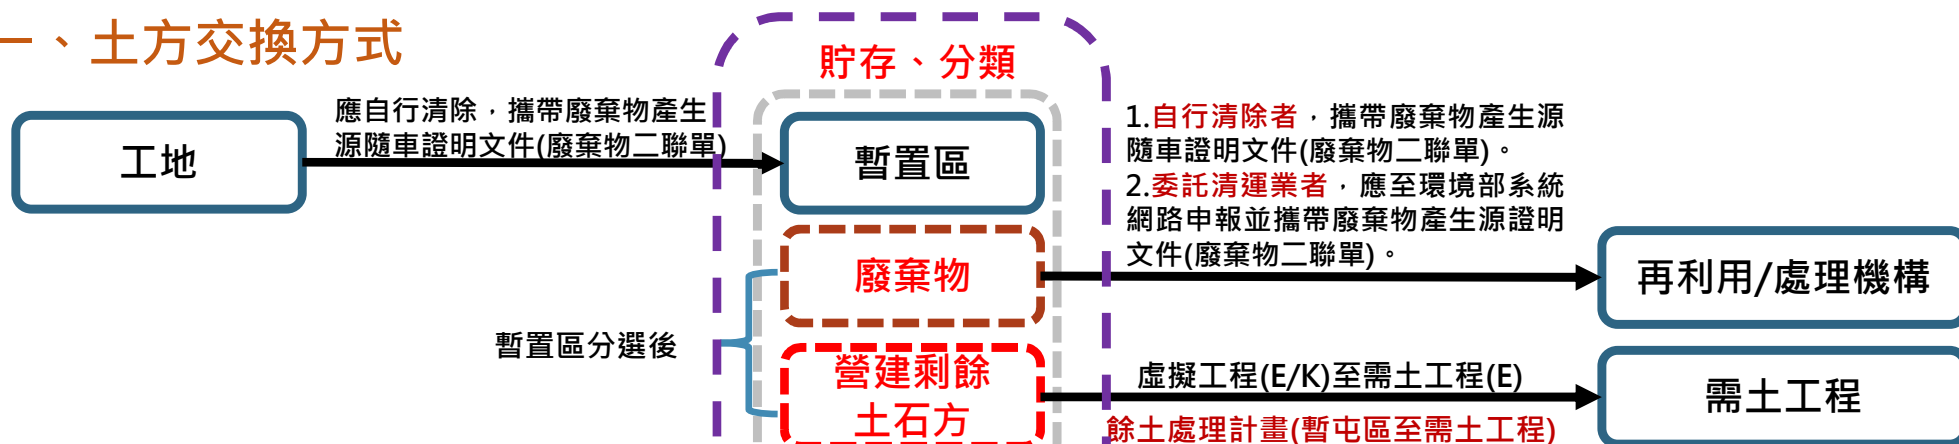 一、土方交換方式
貯存、分類
工地
應自行清除，攜帶廢棄物產生
源隨車證明文件(廢棄物二聯單)
暫置區
1.自行清除者，攜帶廢棄物產生源
隨車證明文件(廢棄物二聯單)。
2.委託清運業者，應至環境部系統
網路申報並攜帶廢棄物產生源證明
文件(廢棄物二聯單)。
廢棄物
再利用/處理機構
暫置區分選後
營建剩餘
土石方
虛擬工程(E/K)至需土工程(E)
餘土處理計畫(暫屯區至需土工程)
需土工程